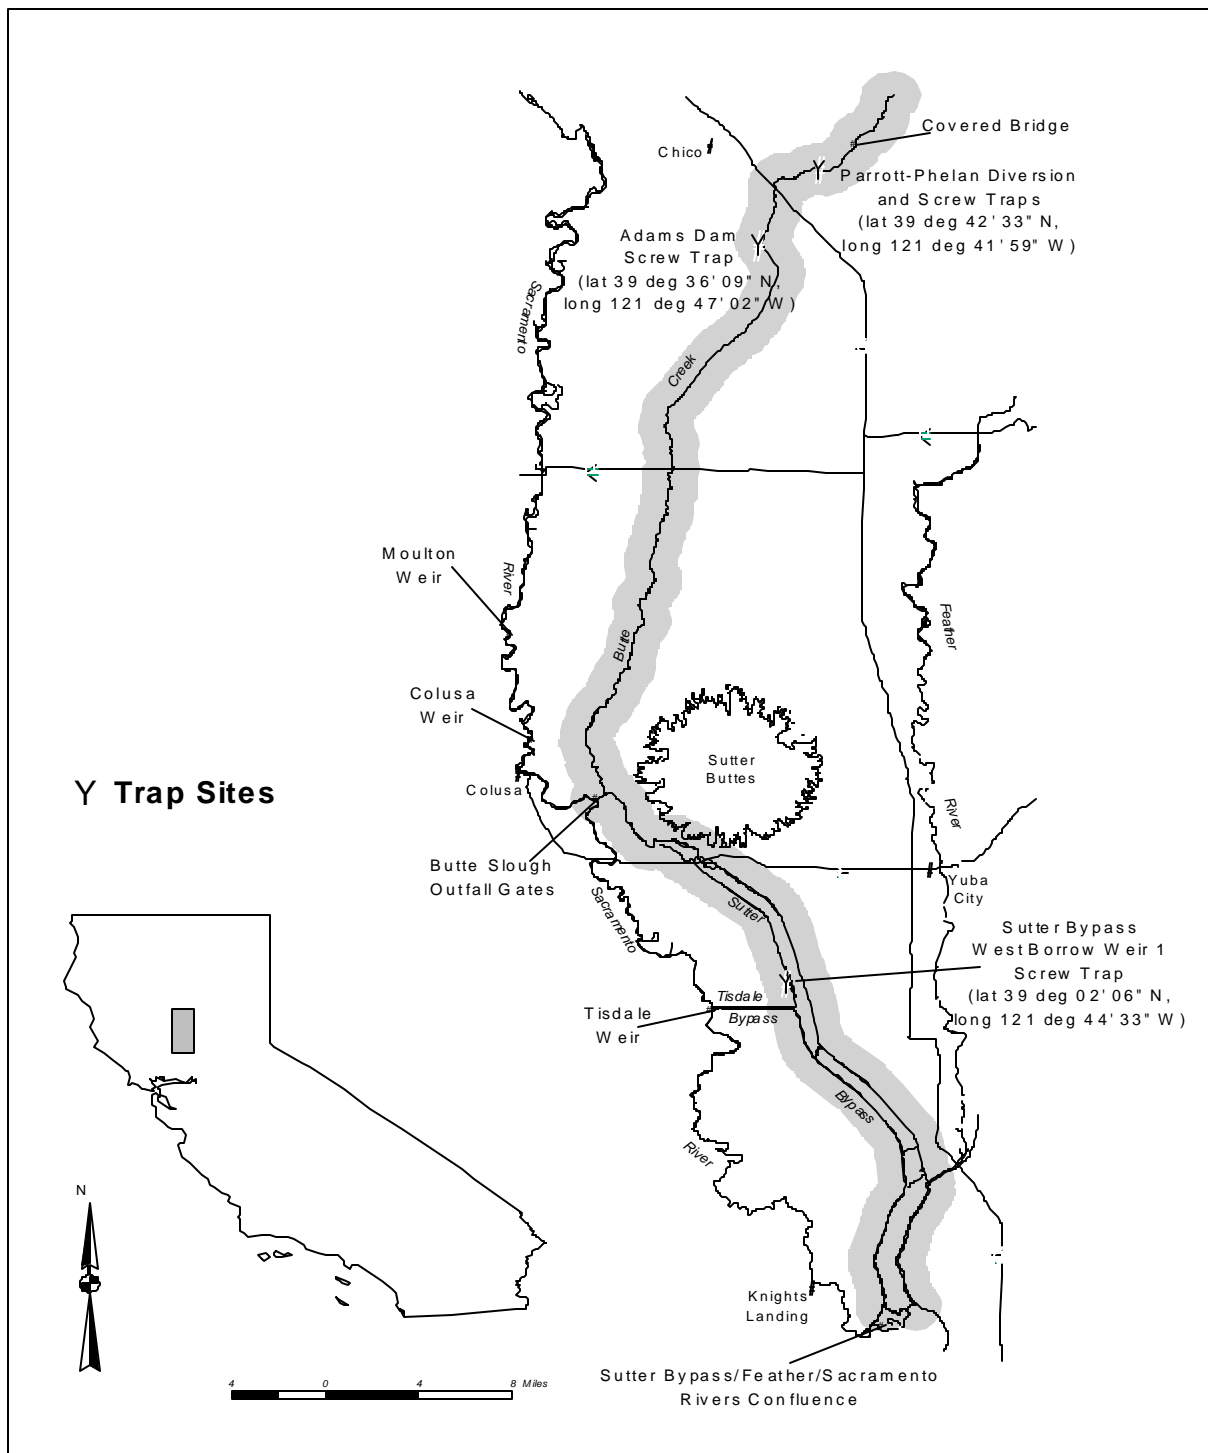 Covered Bridge
Chico
Parrott-Phelan Diversion
and Screw Traps
(lat 39 deg 42' 33" N,
long 121 deg 41' 59" W)
Adams Dam
Screw Trap
(lat 39 deg 36' 09" N,
long 121 deg 47' 02" W)
Sacramento
Creek
Moulton
Weir
River
Feather
Butte
Colusa
Weir
Sutter
Buttes
Y Trap Sites
Colusa
River
Butte Slough
Outfall Gates
Yuba
City
Sutter
Sacramento
Sutter Bypass
West Borrow Weir 1
Screw Trap
(lat 39 deg 02' 06" N,
long 121 deg 44' 33" W)
Tisdale
Bypass
Tisdale
Weir
Bypass
River
N
Knights
Landing
Sutter Bypass/Feather/Sacramento
Rivers Confluence
4 0 4 8 Miles